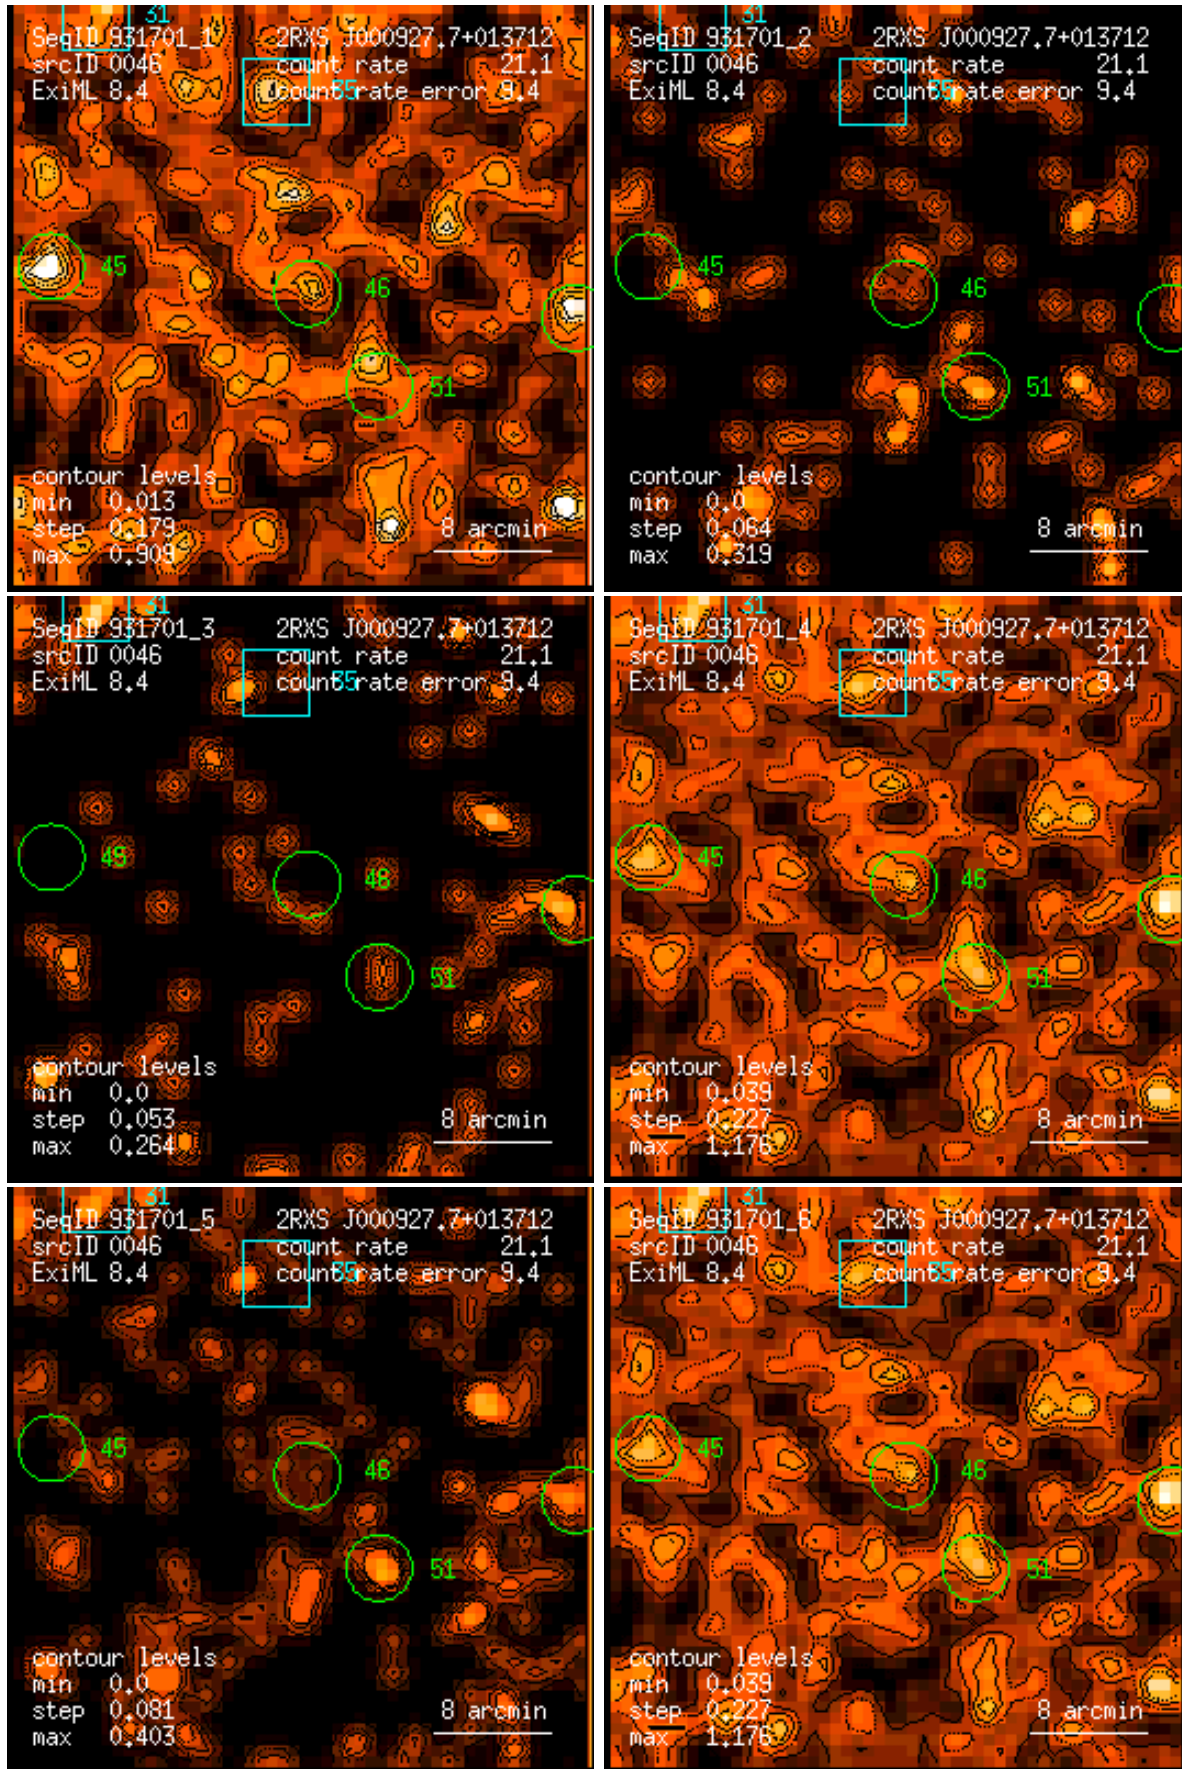 31
SeqID 931701_1 2RXS J000927.7+013712
srcID 0046 count rate 21.1
ExiML 8.4 count rate error 9.4
55
45
46
51
contour levels
min 0.013
step 0.179
max 0.909
8 arcmin
31
SeqID 931701_2 2RXS J000927.7+013712
srcID 0046 count rate 21.1
ExiML 8.4 count rate error 9.4
55
45
46
51
contour levels
min 0.0
step 0.064
max 0.319
8 arcmin
31
SeqID 931701_3 2RXS J000927.7+013712
srcID 0046 count rate 21.1
ExiML 8.4 count rate error 9.4
55
45
46
51
contour levels
min 0.0
step 0.053
max 0.264
8 arcmin
31
SeqID 931701_4 2RXS J000927.7+013712
srcID 0046 count rate 21.1
ExiML 8.4 count rate error 9.4
55
45
46
51
contour levels
min 0.039
step 0.227
max 1.176
8 arcmin
31
SeqID 931701_5 2RXS J000927.7+013712
srcID 0046 count rate 21.1
ExiML 8.4 count rate error 9.4
55
45
46
51
contour levels
min 0.0
step 0.081
max 0.403
8 arcmin
31
SeqID 931701_6 2RXS J000927.7+013712
srcID 0046 count rate 21.1
ExiML 8.4 count rate error 9.4
55
45
46
51
contour levels
min 0.039
step 0.227
max 1.176
8 arcmin